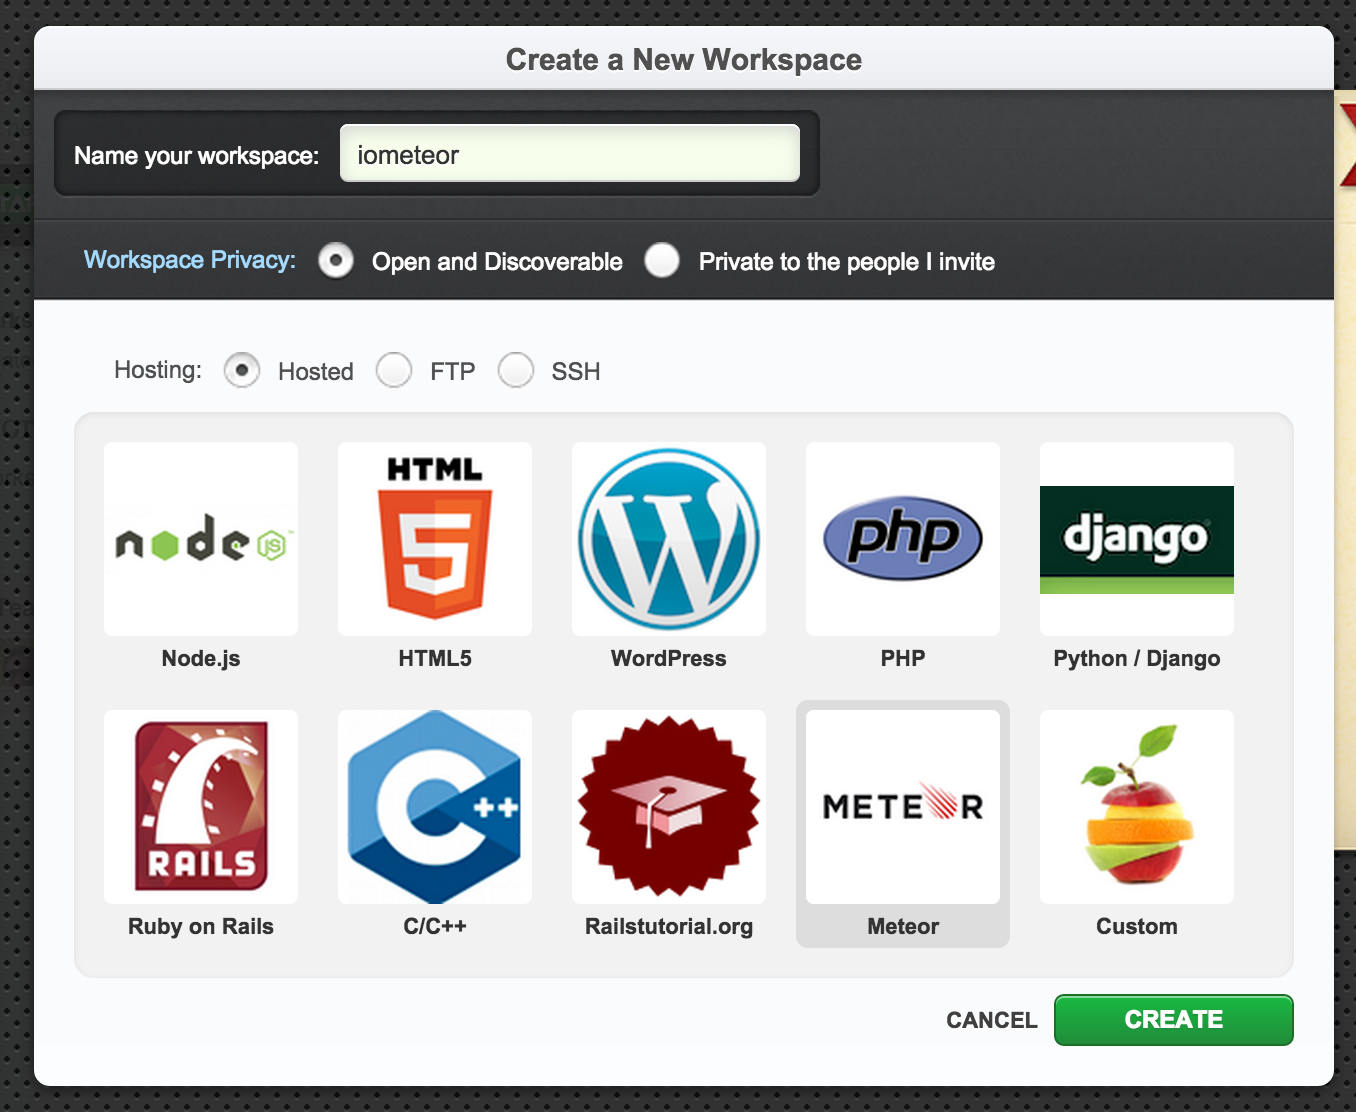 Create a New Workspace
Name your workspace: iometeor
Workspace Privacy: Open and Discoverable Private to the people I invite
Hosting: Hosted FTP SSH
node JS™
HTML
5
W
php
django
Node.js HTML5 WordPress PHP Python / Django
RAILS
C++
METEOR
Ruby on Rails C/C++ Railstutorial.org Meteor Custom
CANCEL CREATE